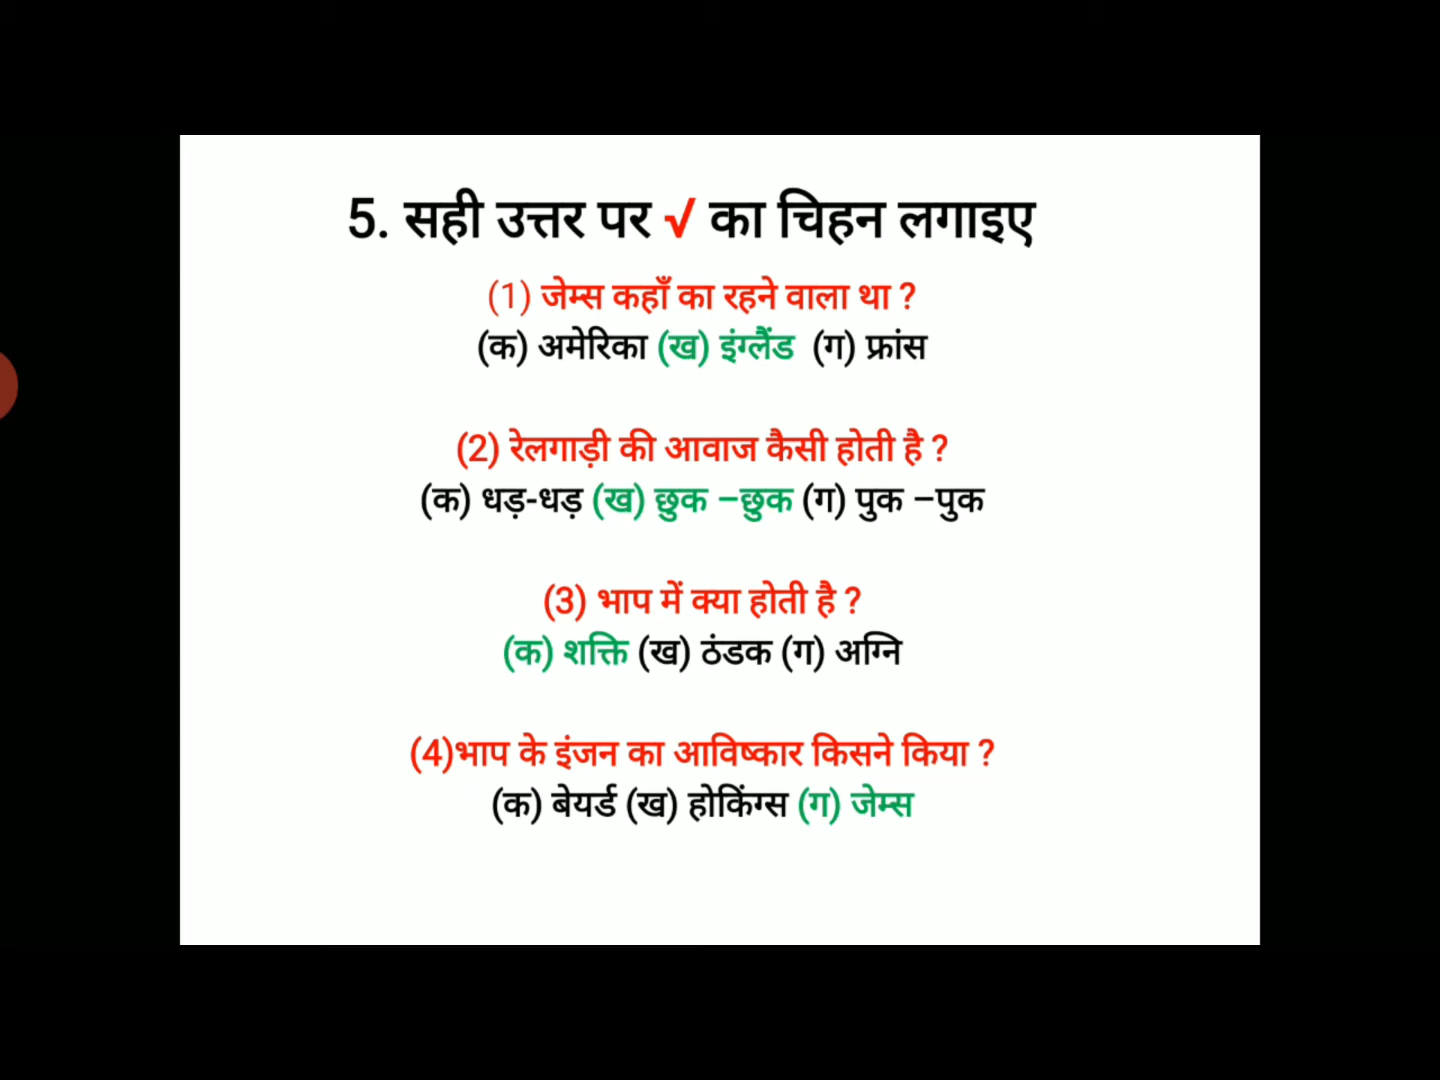 5. सही उत्तर पर √ का चिहन लगाइए
(1) जेम्स कहाँ का रहने वाला था ?
(क) अमेरिका (ख) इंग्लैंड (ग) फ्रांस
(2) रेलगाड़ी की आवाज कैसी होती है ?
(क) धड़-धड़ (ख) छुक –छुक (ग) पुक –पुक
(3) भाप में क्या होती है ?
(क) शक्ति (ख) ठंडक (ग) अग्नि
(4)भाप के इंजन का आविष्कार किसने किया ?
(क) बेयर्ड (ख) होकिंग्स (ग) जेम्स